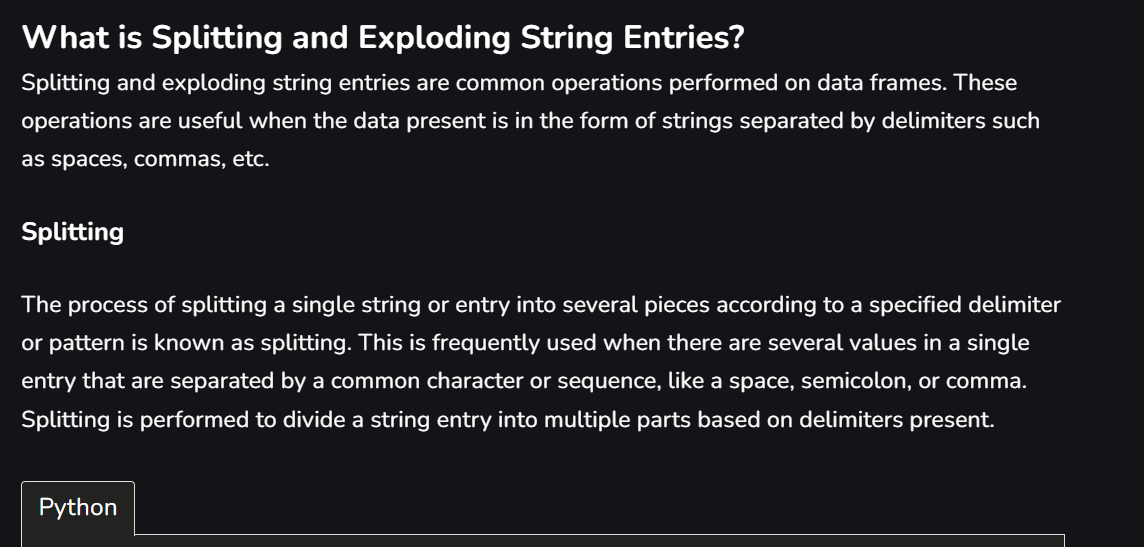 What is Splitting and Exploding String Entries?
Splitting and exploding string entries are common operations performed on data frames. These
operations are useful when the data present is in the form of strings separated by delimiters such
as spaces, commas, etc.
Splitting
The process of splitting a single string or entry into several pieces according to a specified delimiter
or pattern is known as splitting. This is frequently used when there are several values in a single
entry that are separated by a common character or sequence, like a space, semicolon, or comma.
Splitting is performed to divide a string entry into multiple parts based on delimiters present.
Python